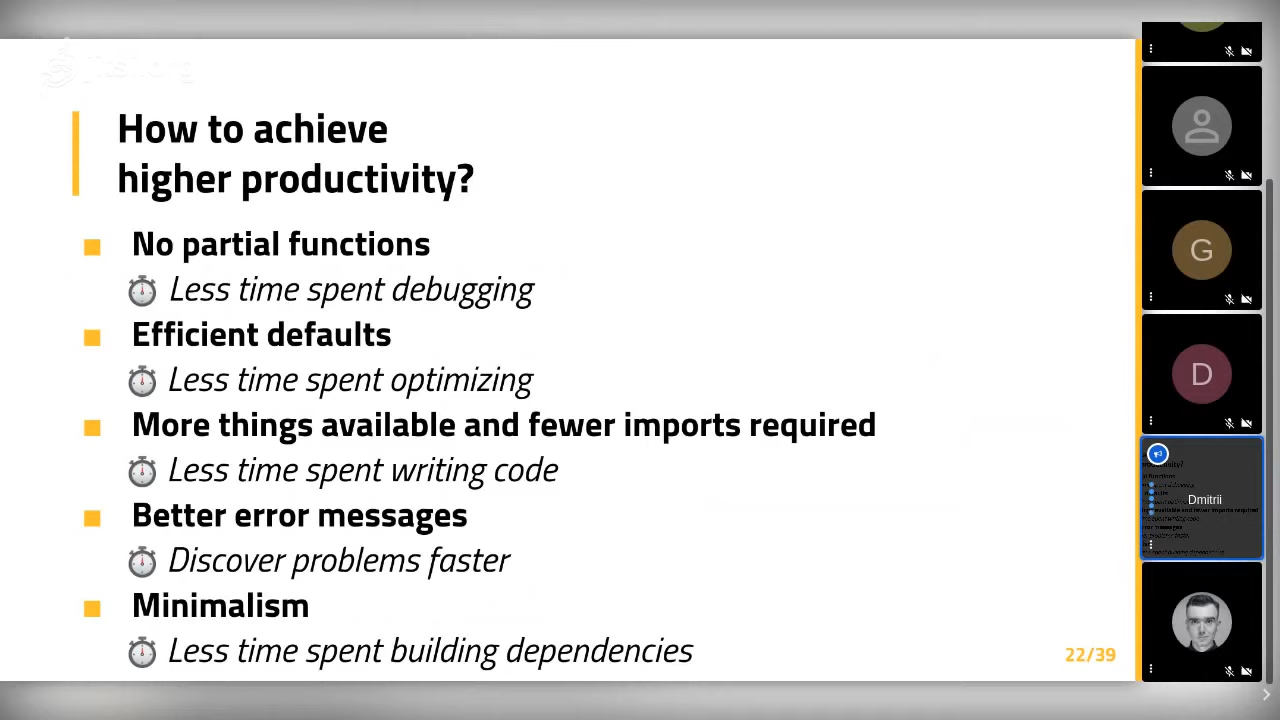 How to achieve
higher productivity?
No partial functions
Less time spent debugging
Efficient defaults
Less time spent optimizing
More things available and fewer imports required
Less time spent writing code
Better error messages
Discover problems faster
Minimalism
Less time spent building dependencies
22/39
G
D
Dmitrii